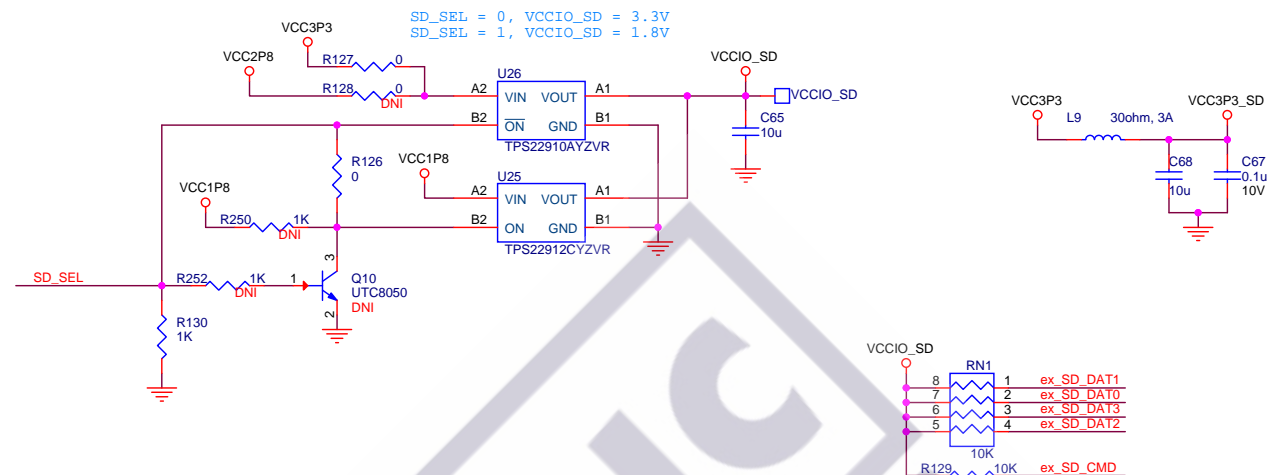 SD_SEL = 0, VCCIO_SD = 3.3V
SD_SEL = 1, VCCIO_SD = 1.8V
VCC3P3
R127 0
VCC2P8
R128 0
DNI
U26
A2 VIN VOUT A1
B2 ON GND B1
TPS22910AYZVR
VCCIO_SD
VCCIO_SD
C65
10u
R126
0
VCC1P8
U25
A2 VIN VOUT A1
B2 ON GND B1
TPS22912CYZVR
VCC1P8
R250 1K
DNI
SD_SEL
R252 1K
DNI
1
3
2
Q10
UTC8050
DNI
R130
1K
VCC3P3
L9 30ohm, 3A
VCC3P3_SD
C68
10u
C67
0.1u
10V
VCCIO_SD
RN1
8 1 ex_SD_DAT1
7 2 ex_SD_DAT0
6 3 ex_SD_DAT3
5 4 ex_SD_DAT2
10K
R129 10K ex_SD_CMD
IC